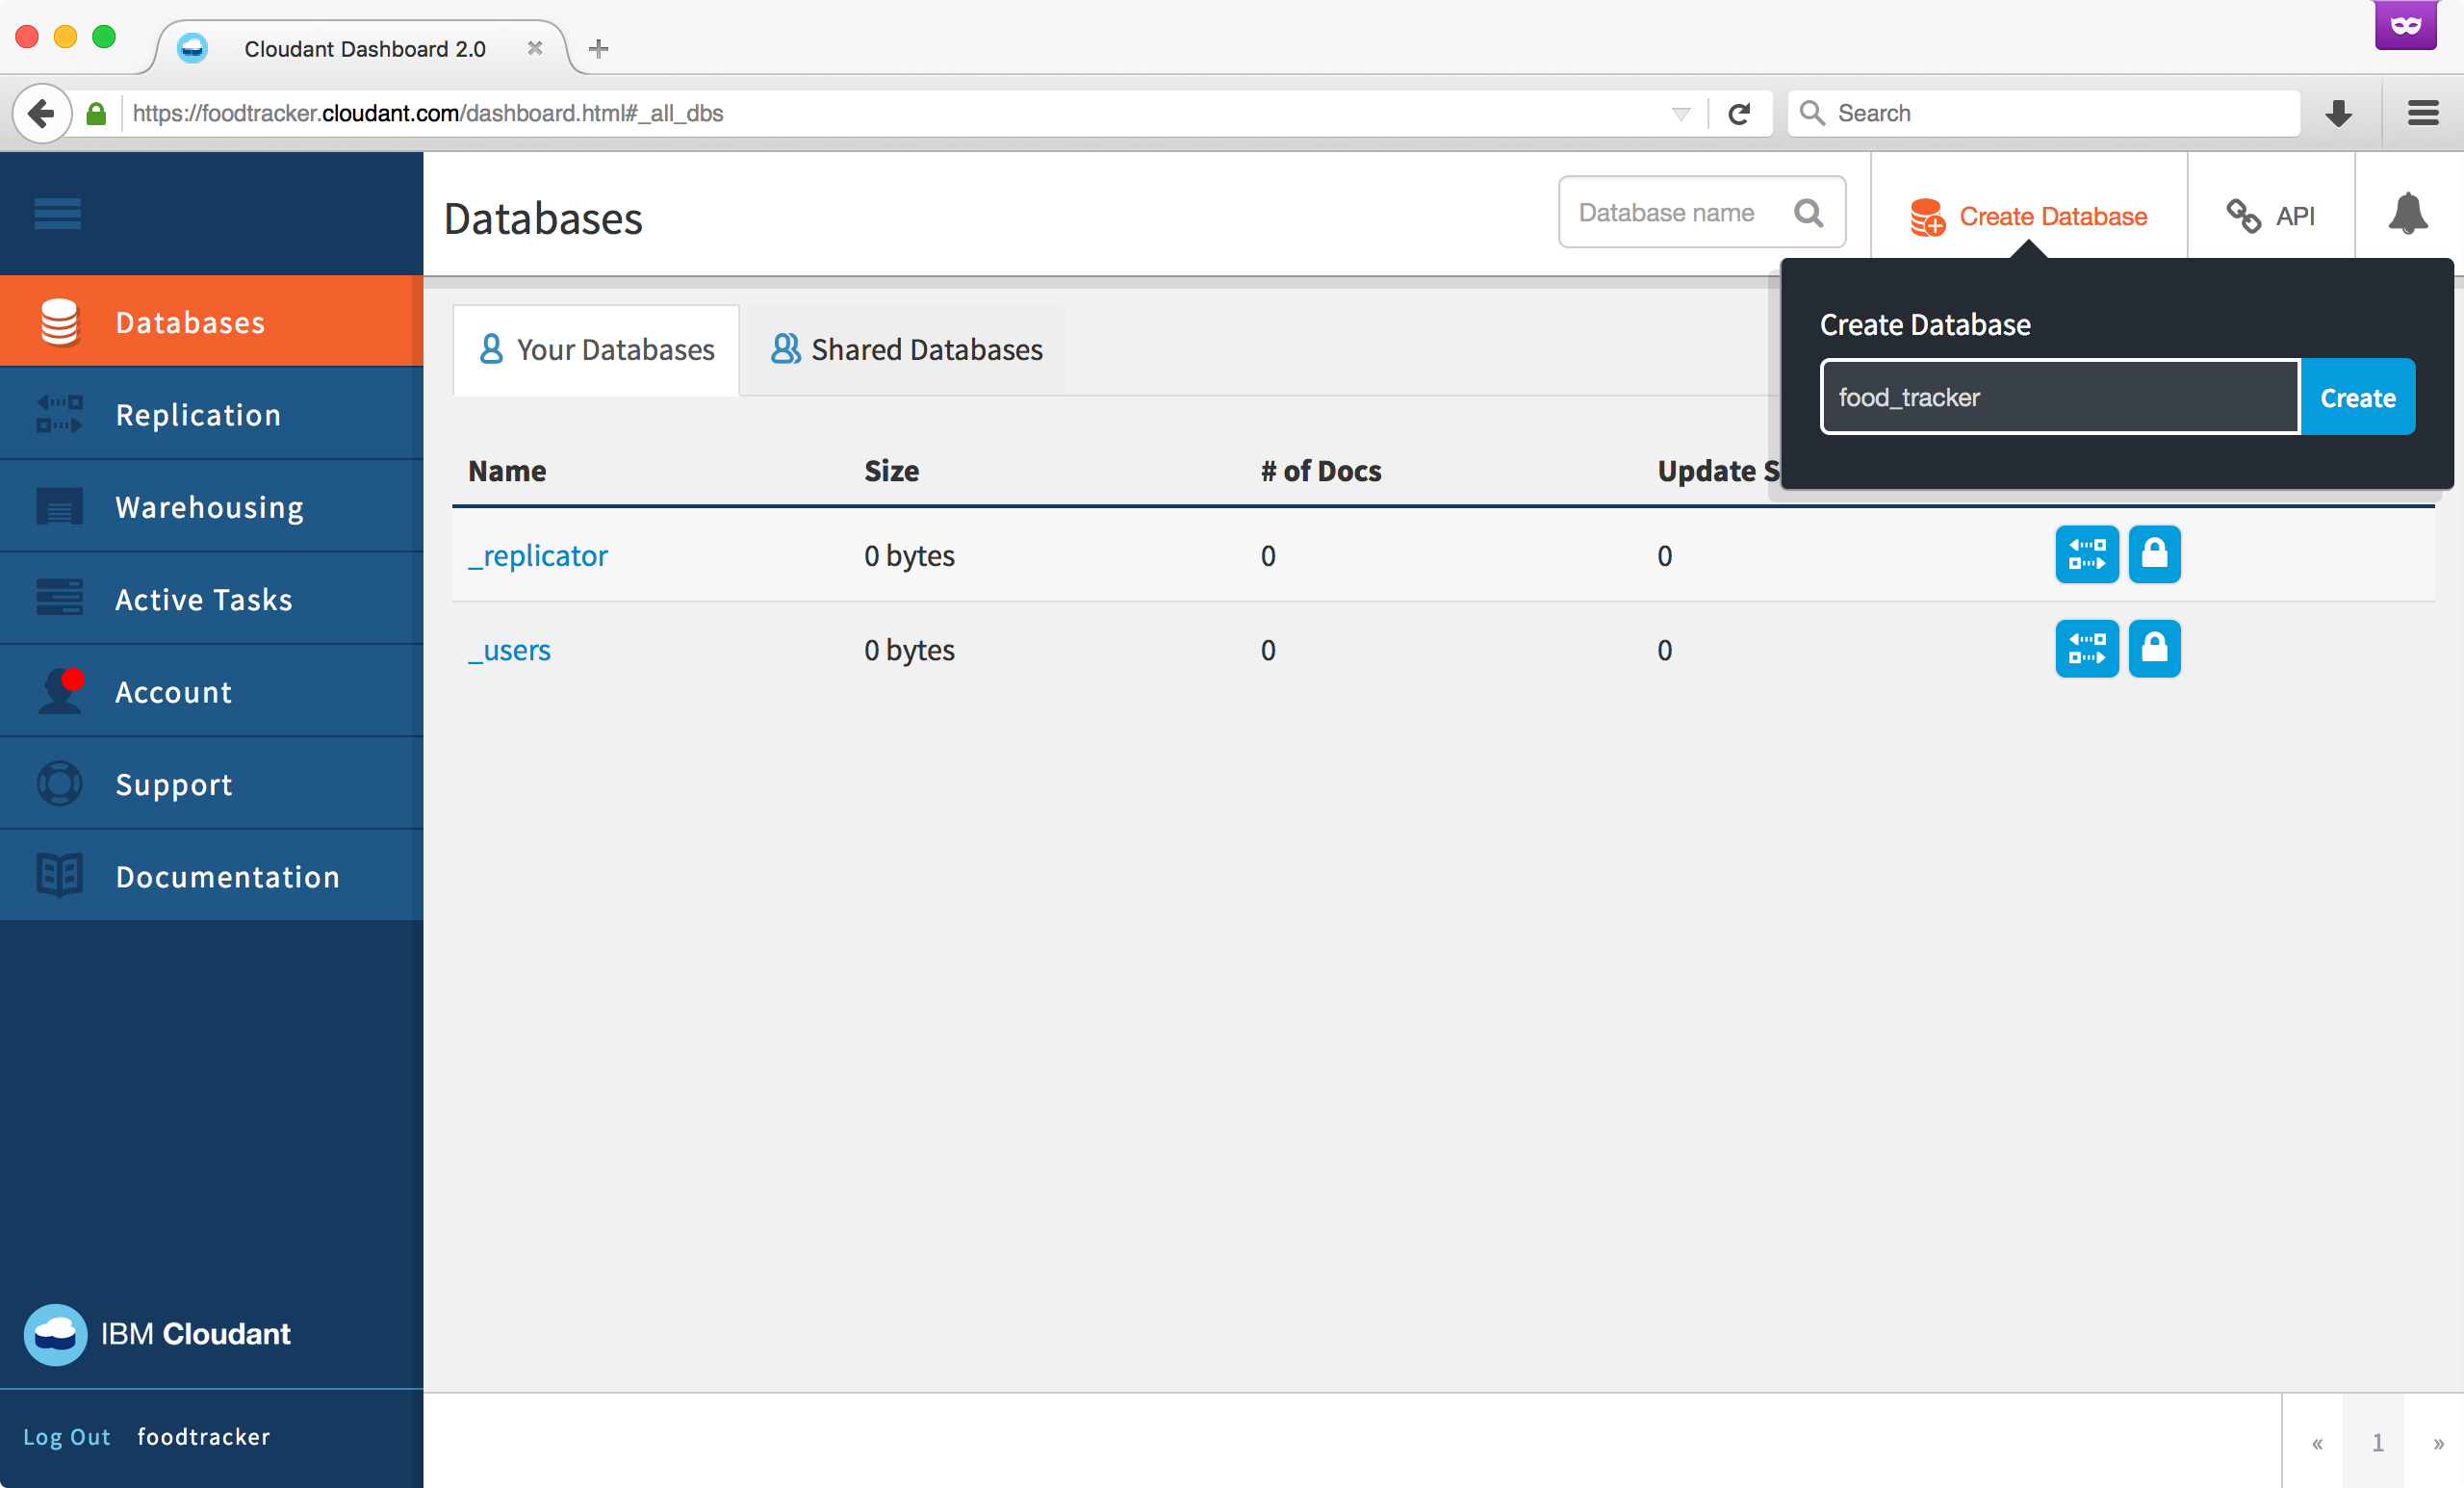 Cloudant Dashboard 2.0
https://foodtracker.cloudant.com/dashboard.html#_all_dbs
Search
Databases
Database name
Create Database
API
Create Database
food_tracker
Create
Databases
Replication
Warehousing
Active Tasks
Account
Support
Documentation
Your Databases
Shared Databases
Name Size # of Docs Update S
_replicator 0 bytes 0 0
_users 0 bytes 0 0
IBM Cloudant
Log Out foodtracker
« 1 »